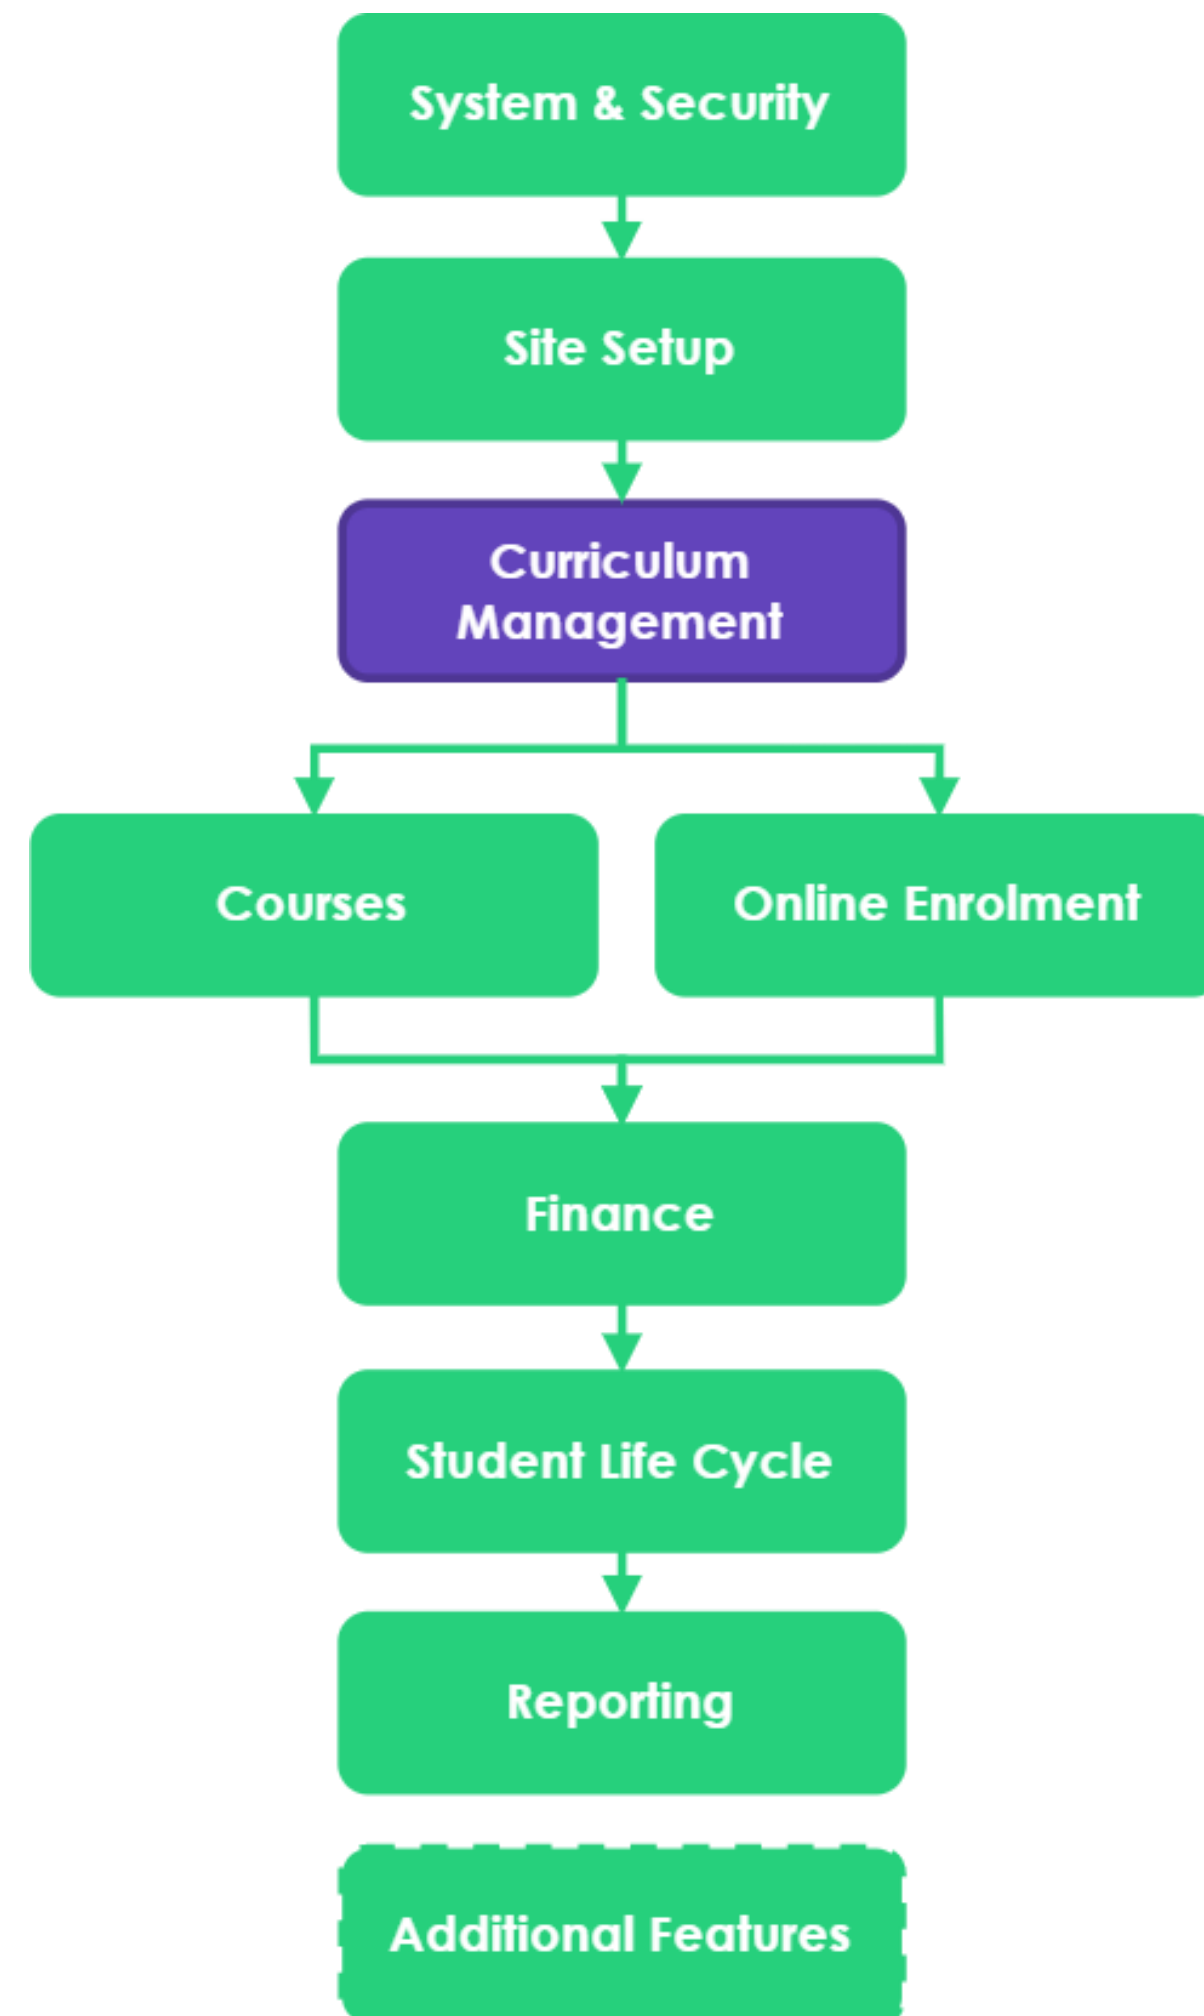 System & Security
Site Setup
Curriculum
Management
Courses
Online Enrolment
Finance
Student Life Cycle
Reporting
Additional Features